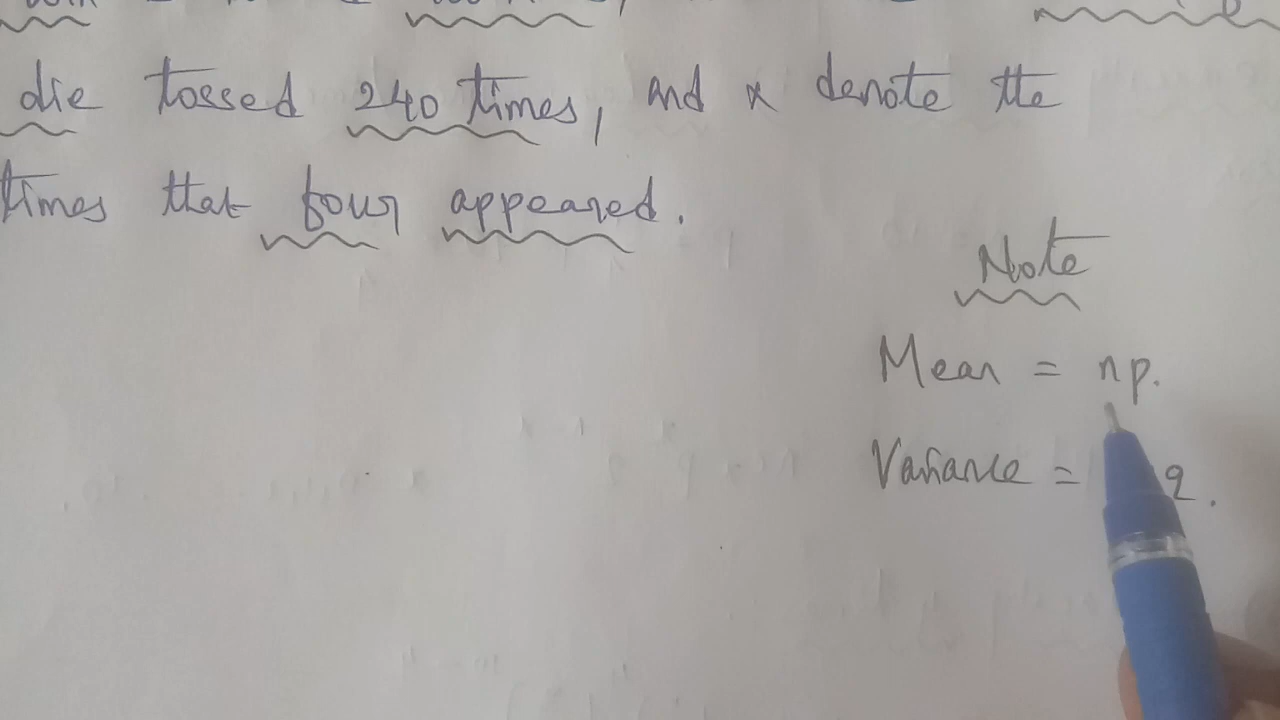 die tossed 240 times, and x denote the
times that four appeared.
Note
Mean = np.
Variance = q.